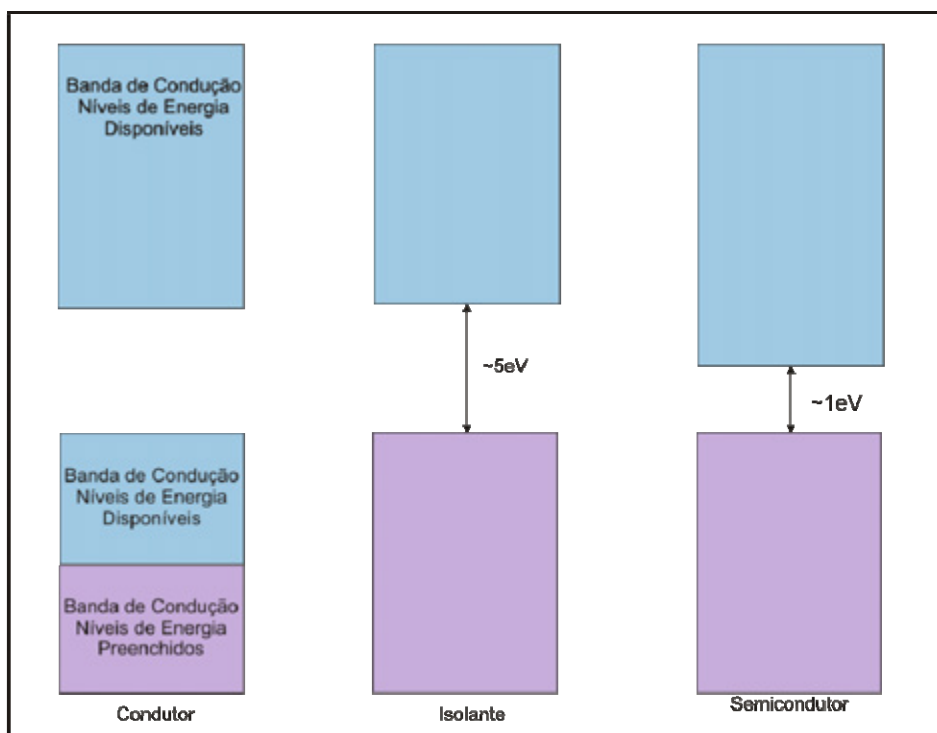 Banda de Condução
Níveis de Energia
Disponíveis
~5eV
~1eV
Banda de Condução
Níveis de Energia
Disponíveis
Banda de Condução
Níveis de Energia
Preenchidos
Condutor
Isolante
Semicondutor